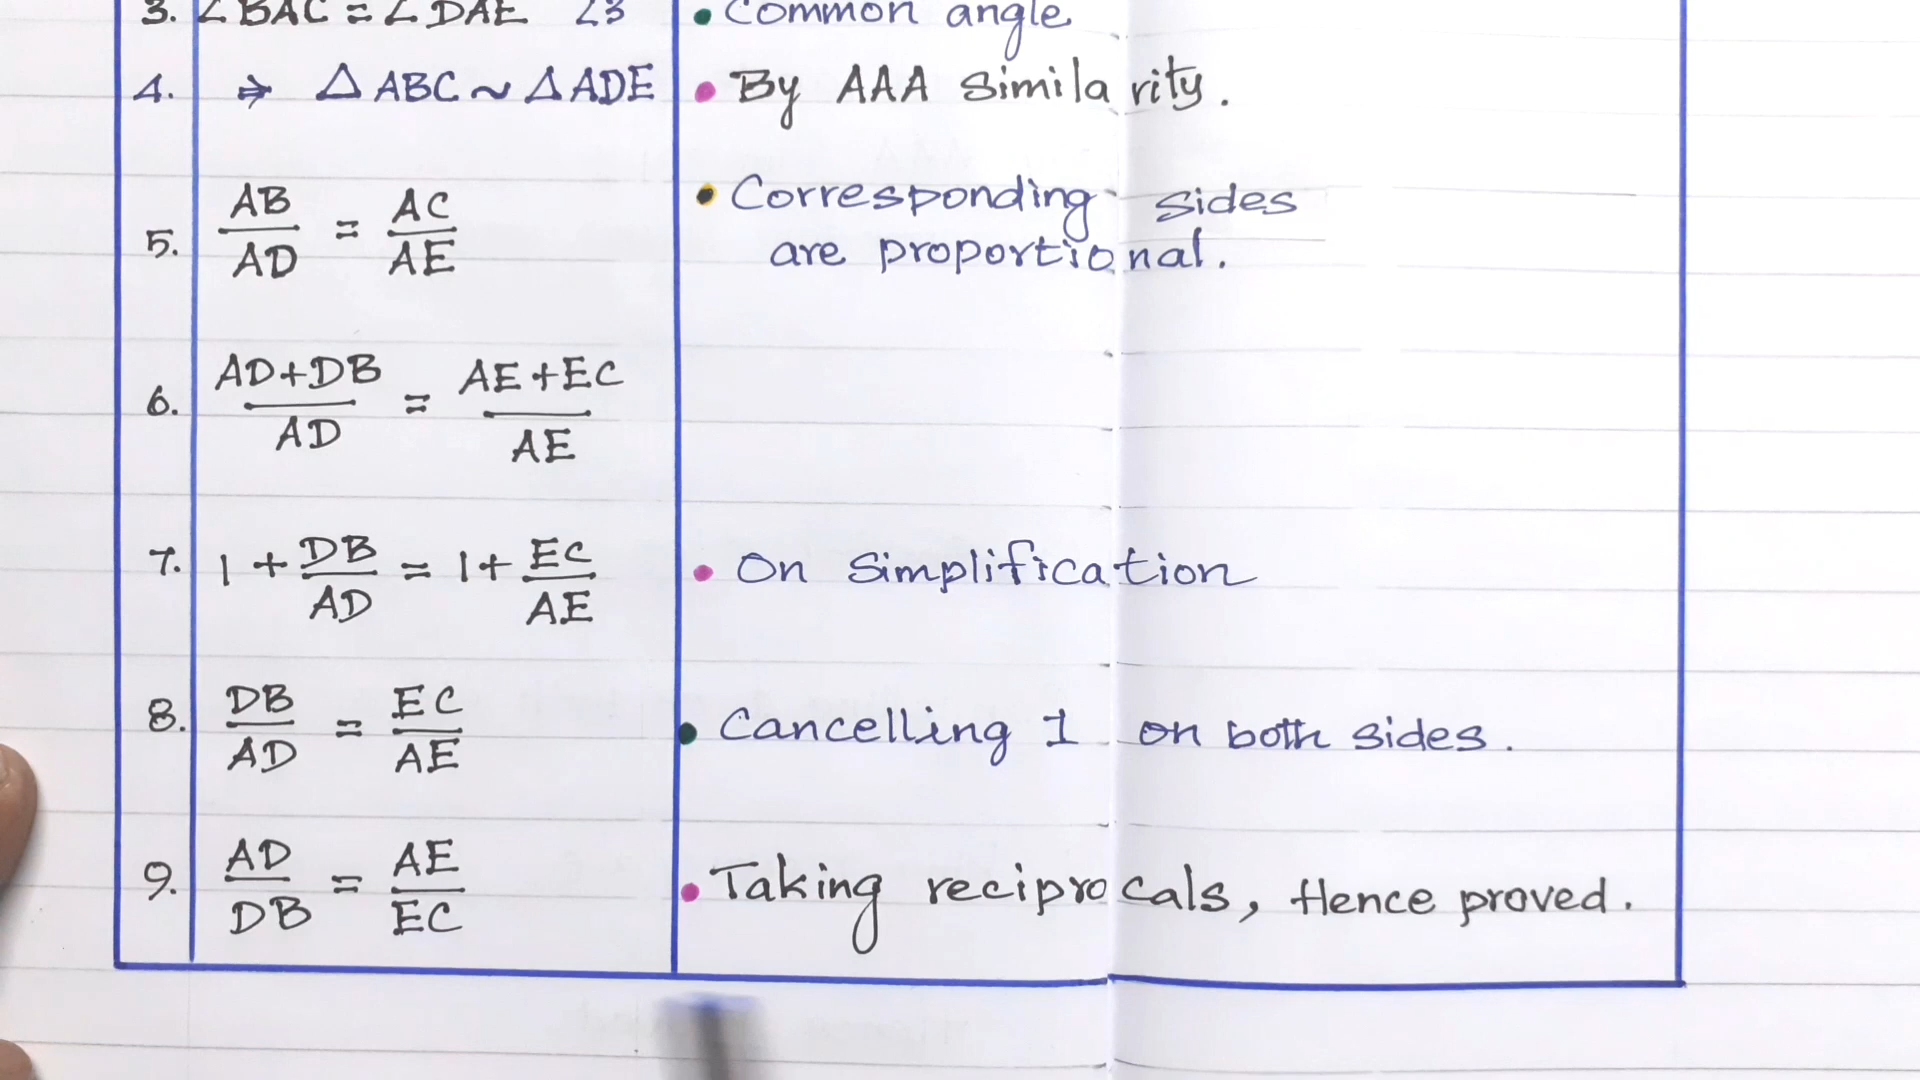 3. ∠BAC = ∠DAE ∠3 • Common angle
4. ⇒ △ABC ~ △ADE • By AAA Similarity.
5. AB/AD = AC/AE • Corresponding sides
are proportional.
6. AD+DB/AD = AE+EC/AE
7. 1 + DB/AD = 1 + EC/AE • On Simplification
8. DB/AD = EC/AE • Cancelling 1 on both sides.
9. AD/DB = AE/EC • Taking reciprocals, Hence proved.